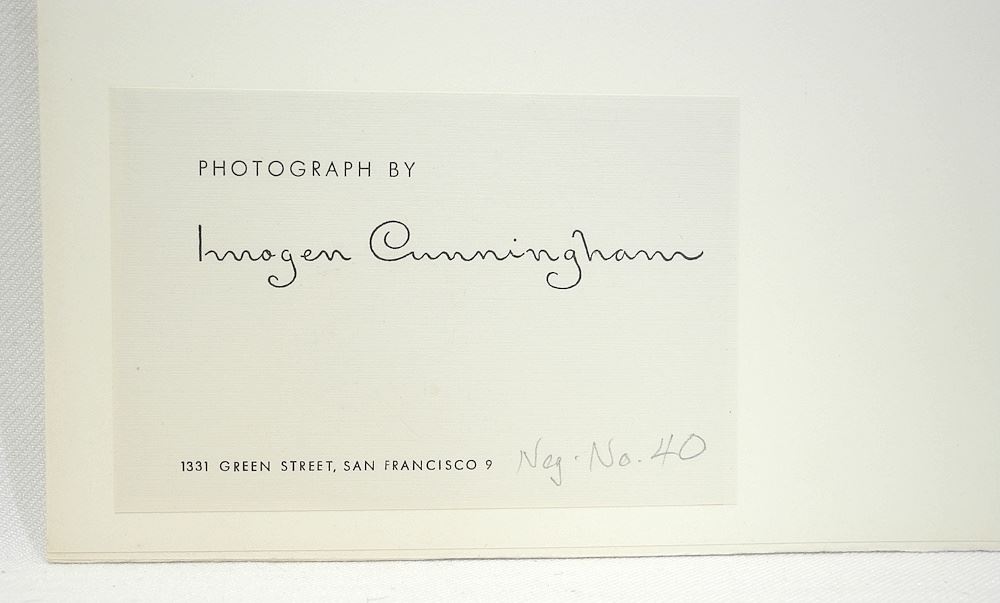 PHOTOGRAPH BY
Imogen Cunningham
1331 GREEN STREET, SAN FRANCISCO 9 Neg. No. 40